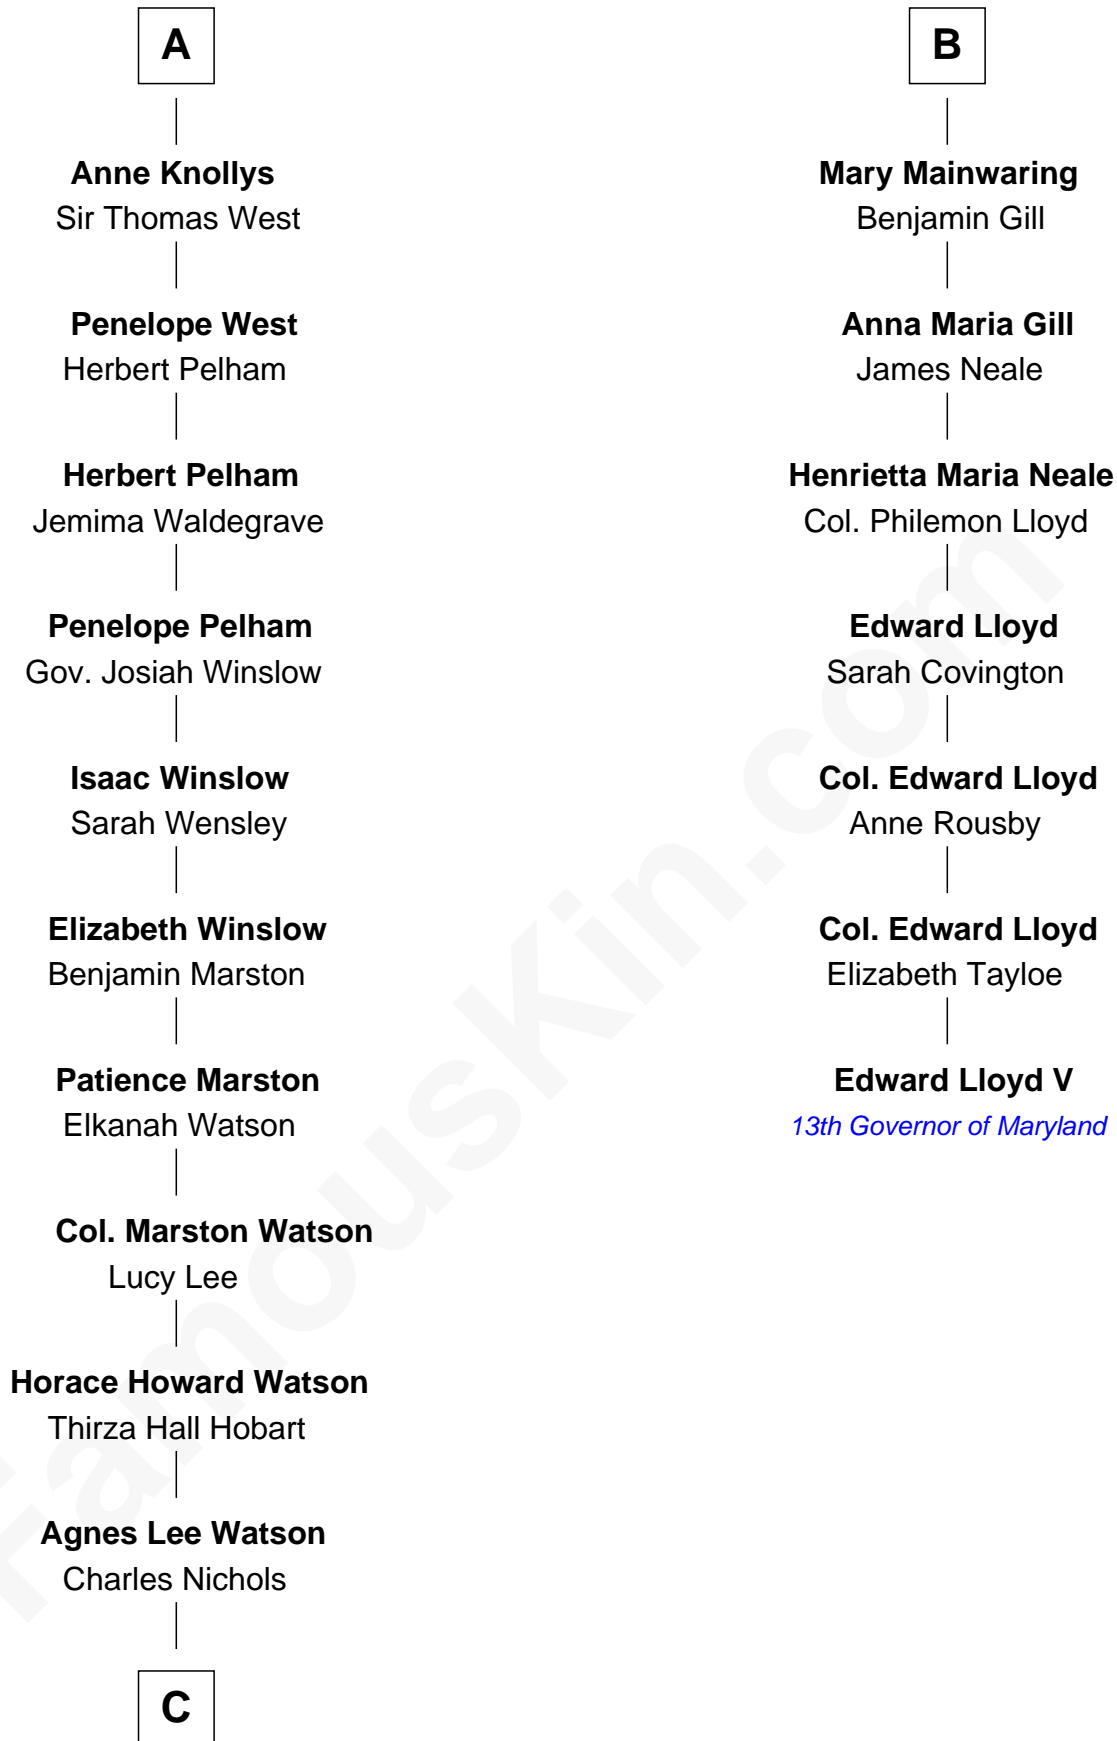 A
Anne Knollys
Sir Thomas West
Penelope West
Herbert Pelham
Herbert Pelham
Jemima Waldegrave
Penelope Pelham
Gov. Josiah Winslow
Isaac Winslow
Sarah Wensley
Elizabeth Winslow
Benjamin Marston
Patience Marston
Elkanah Watson
Col. Marston Watson
Lucy Lee
Horace Howard Watson
Thirza Hall Hobart
Agnes Lee Watson
Charles Nichols
C
B
Mary Mainwaring
Benjamin Gill
Anna Maria Gill
James Neale
Henrietta Maria Neale
Col. Philemon Lloyd
Edward Lloyd
Sarah Covington
Col. Edward Lloyd
Anne Rousby
Col. Edward Lloyd
Elizabeth Tayloe
Edward Lloyd V
13th Governor of Maryland
FamousKin.com